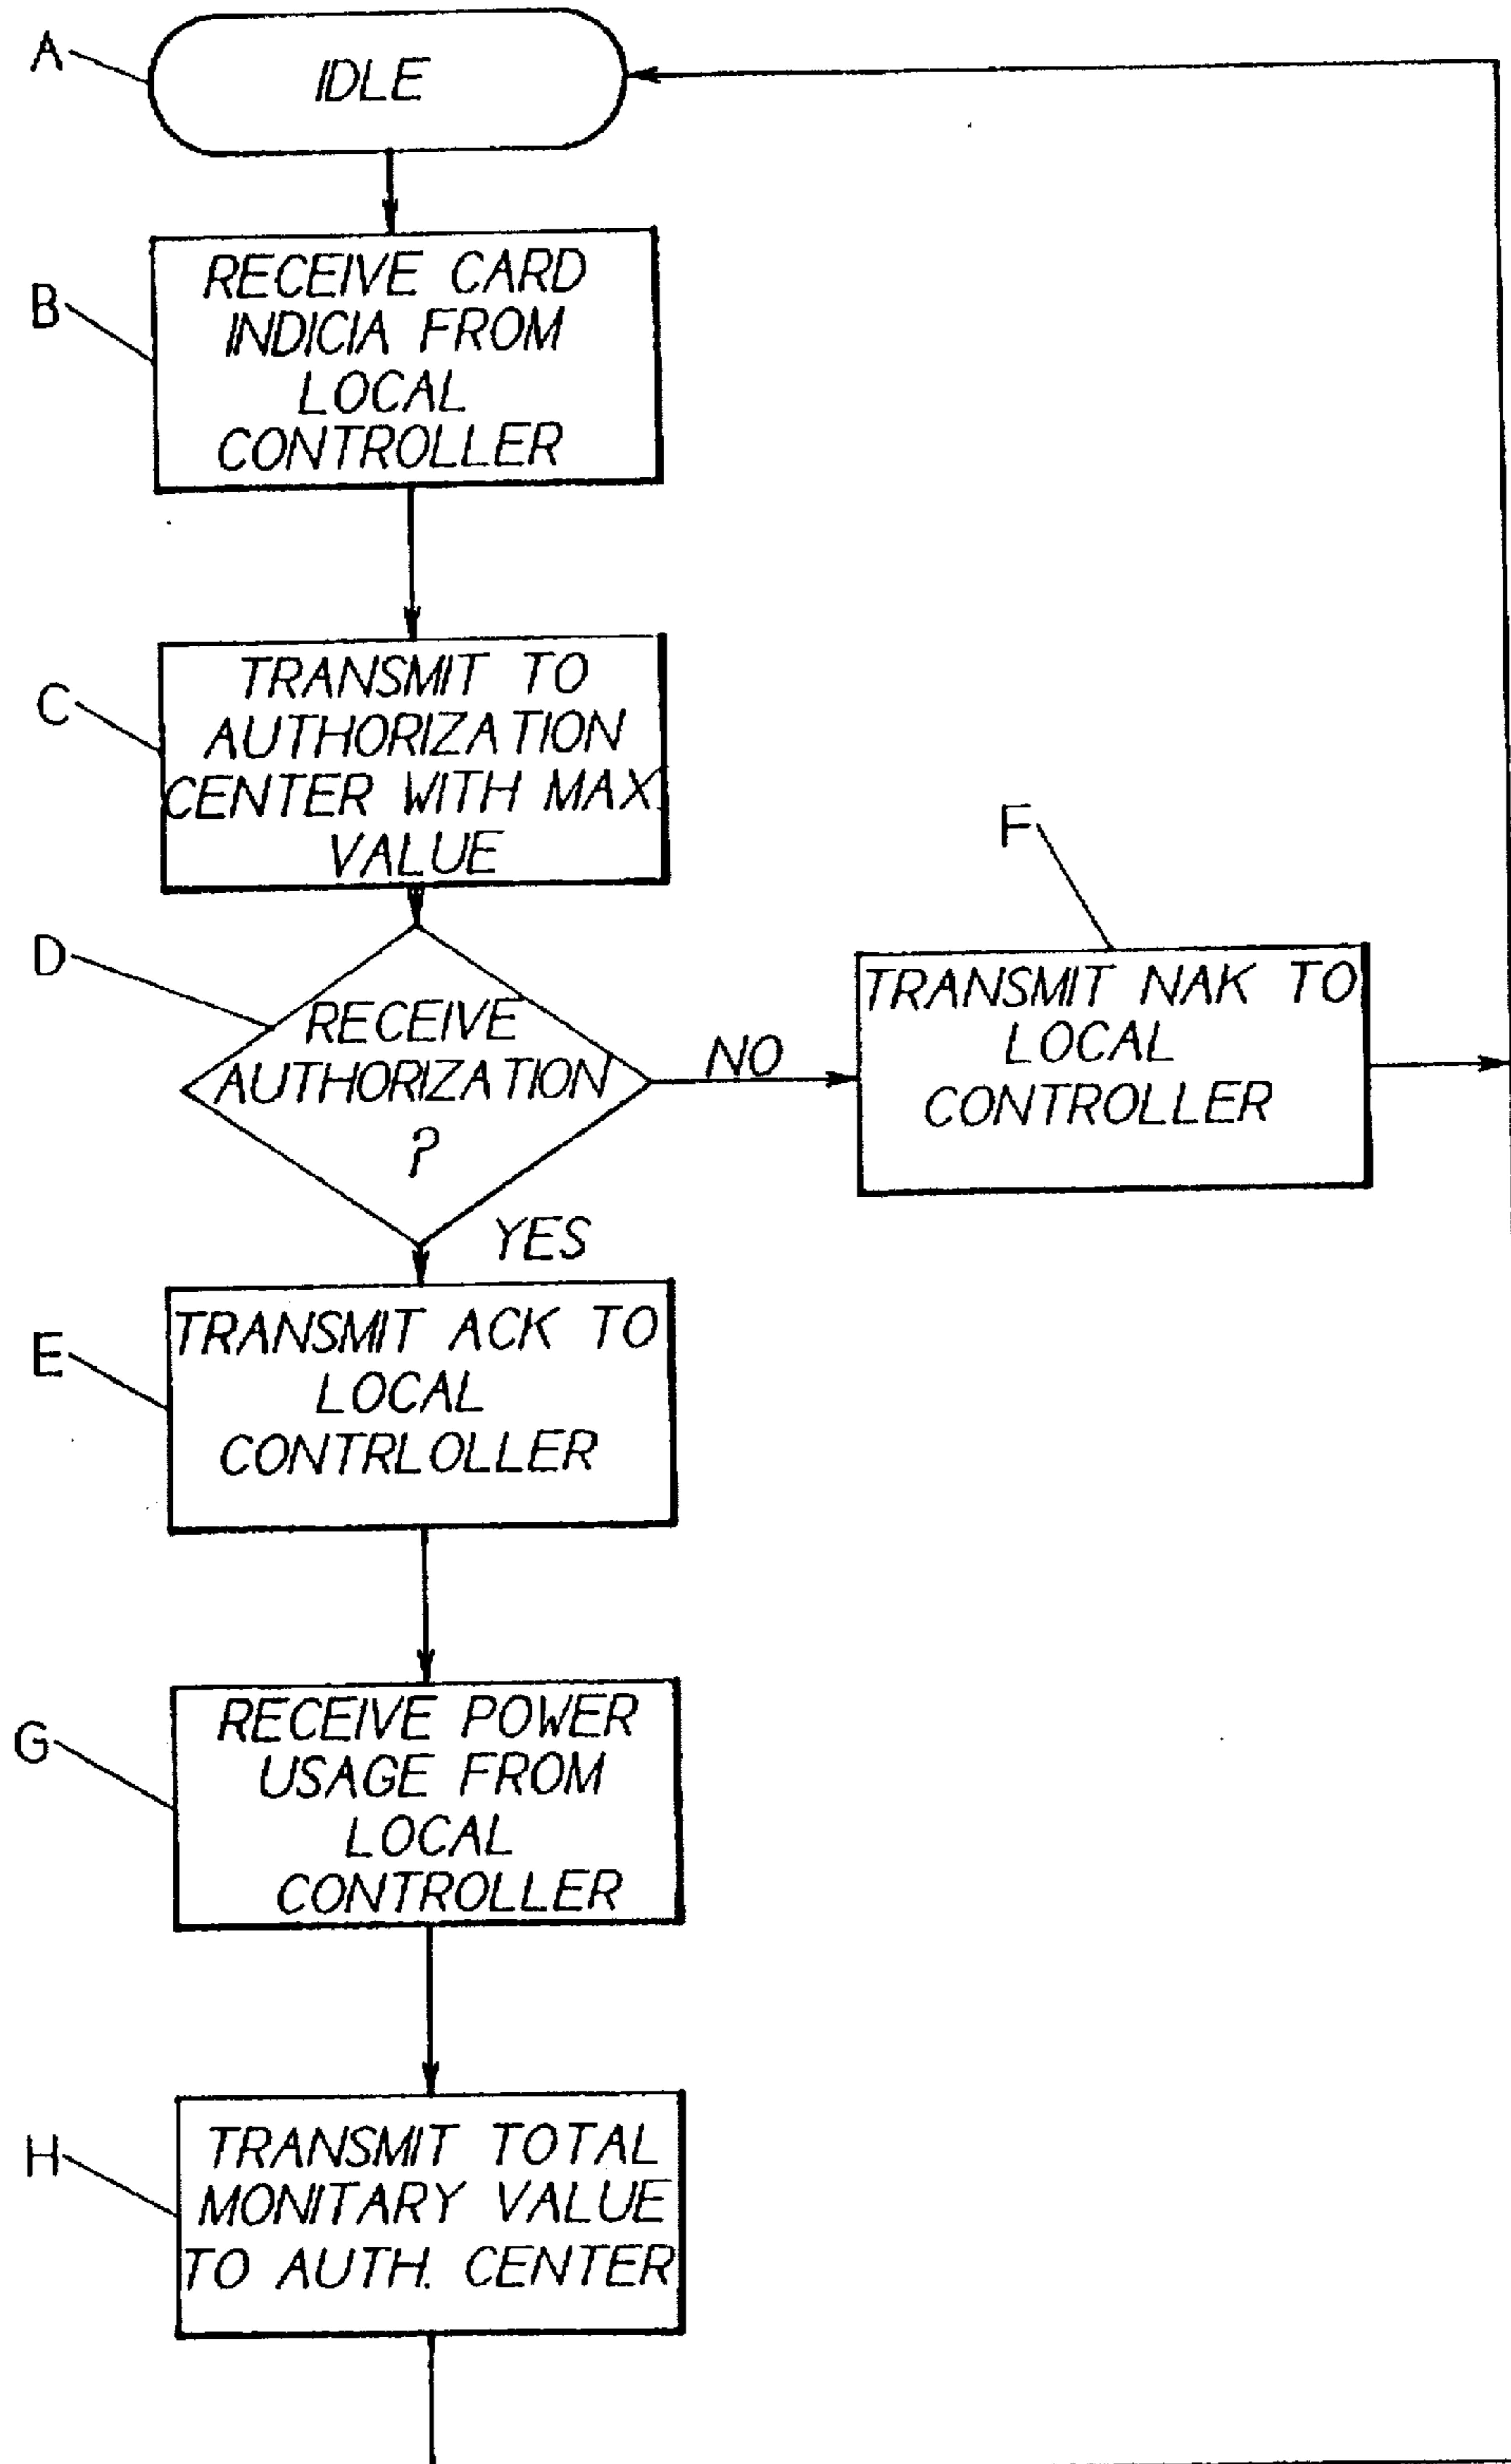 A
IDLE
B
RECEIVE CARD
INDICIA FROM
LOCAL
CONTROLLER
C
TRANSMIT TO
AUTHORIZATION
CENTER WITH MAX.
VALUE
D
RECEIVE
AUTHORIZATION
?
NO
F
TRANSMIT NAK TO
LOCAL
CONTROLLER
YES
E
TRANSMIT ACK TO
LOCAL
CONTRLOLLER
G
RECEIVE POWER
USAGE FROM
LOCAL
CONTROLLER
H
TRANSMIT TOTAL
MONITARY VALUE
TO AUTH. CENTER